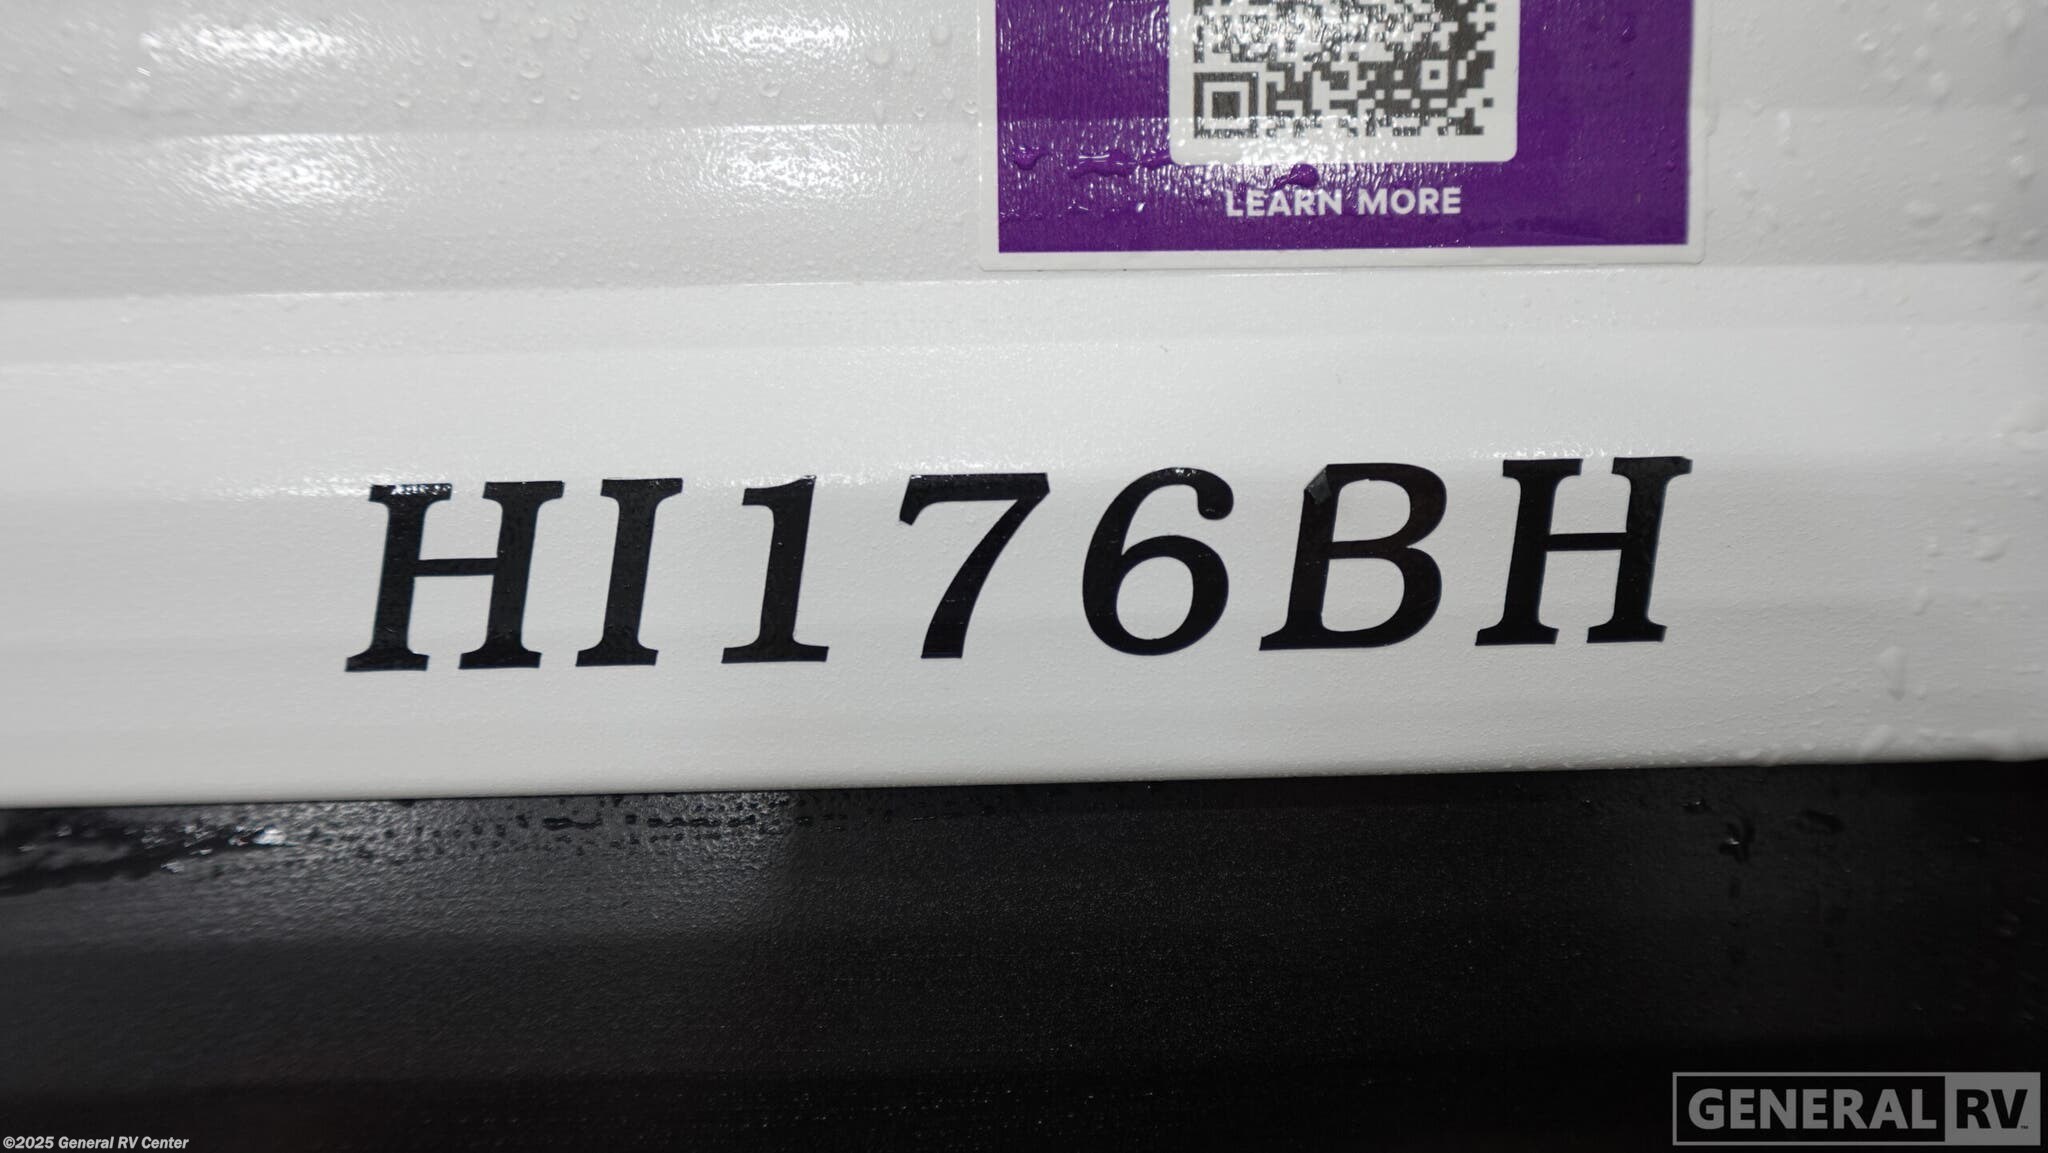 LEARN MORE
HI176BH
GENERAL RV
©2025 General RV Center